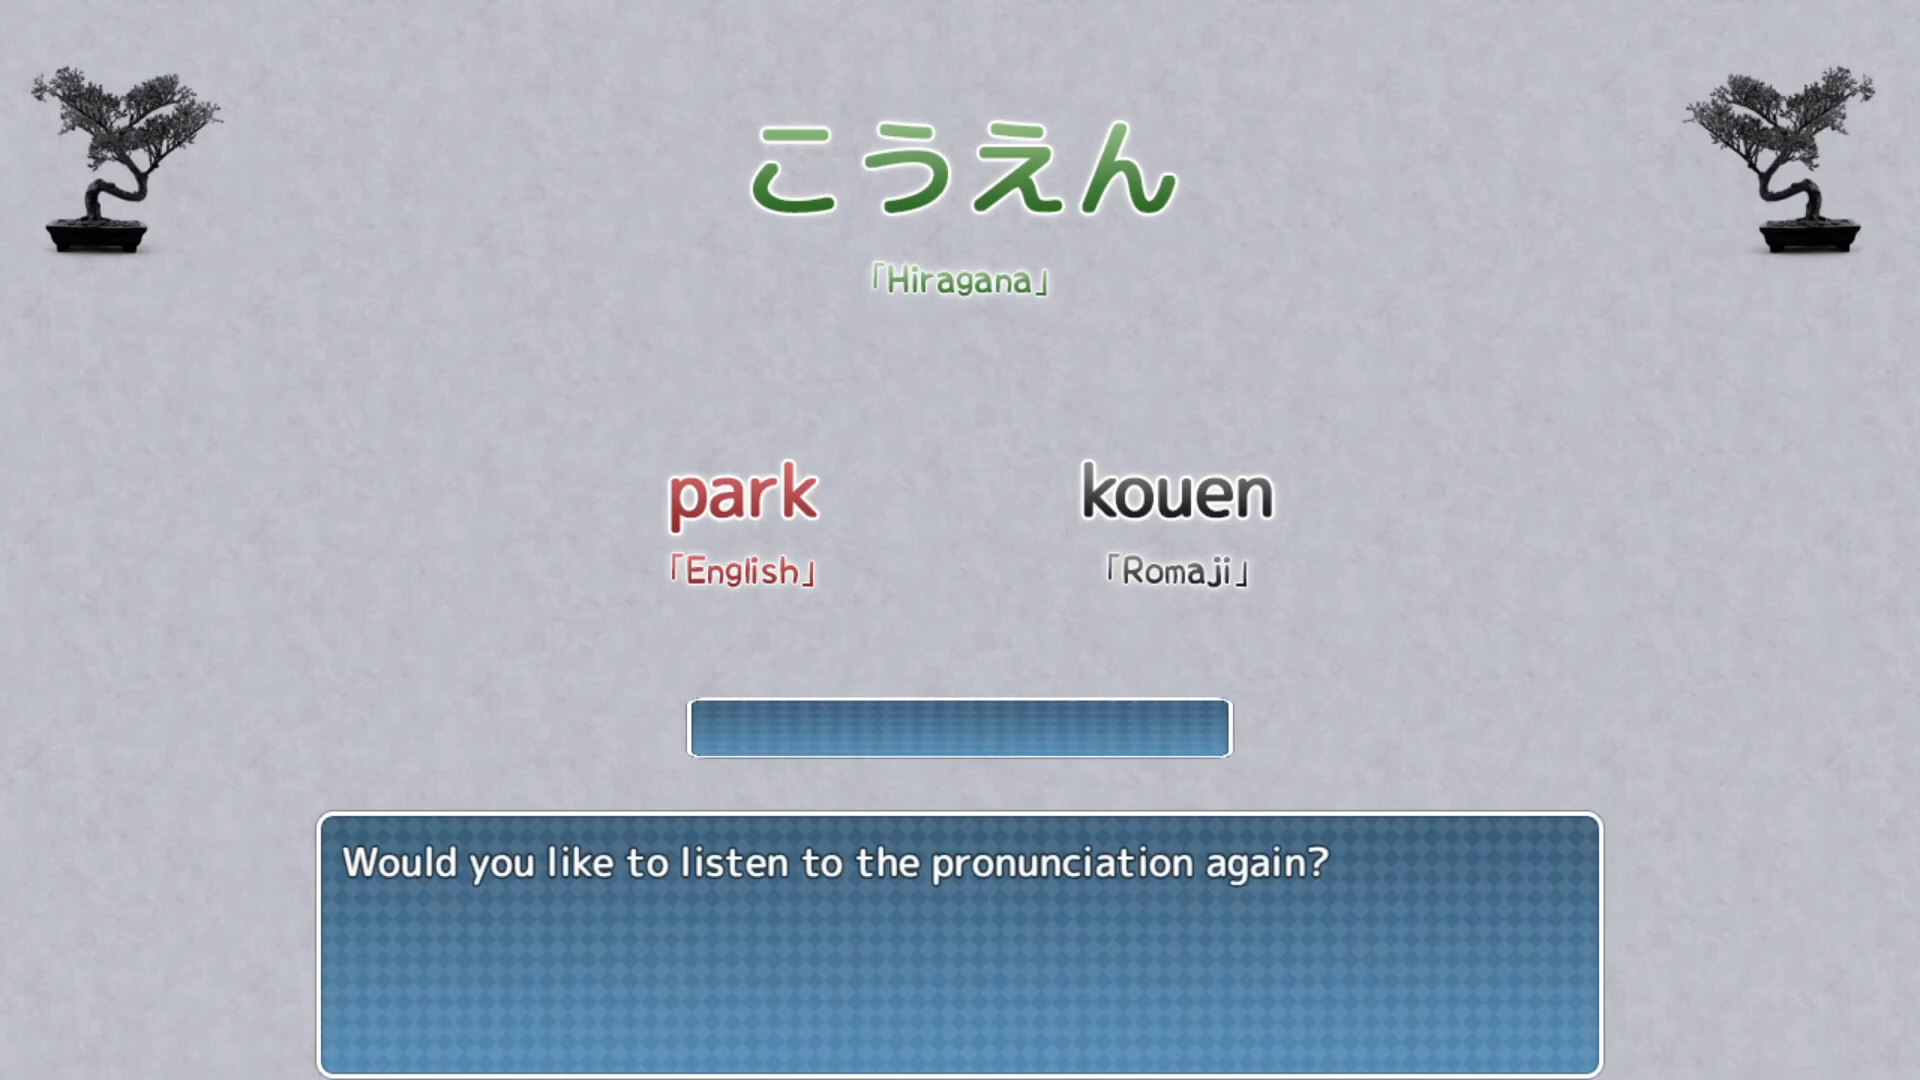 こうえん
「Hiragana」
park kouen
「English」 「Romaji」
Would you like to listen to the pronunciation again?